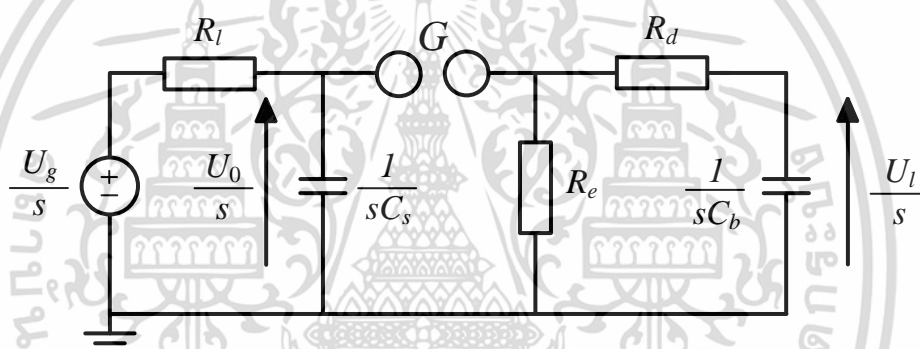 R_l
G
R_d
U_g/s
+
−
U_0/s
1/sC_s
R_e
1/sC_b
U_l/s